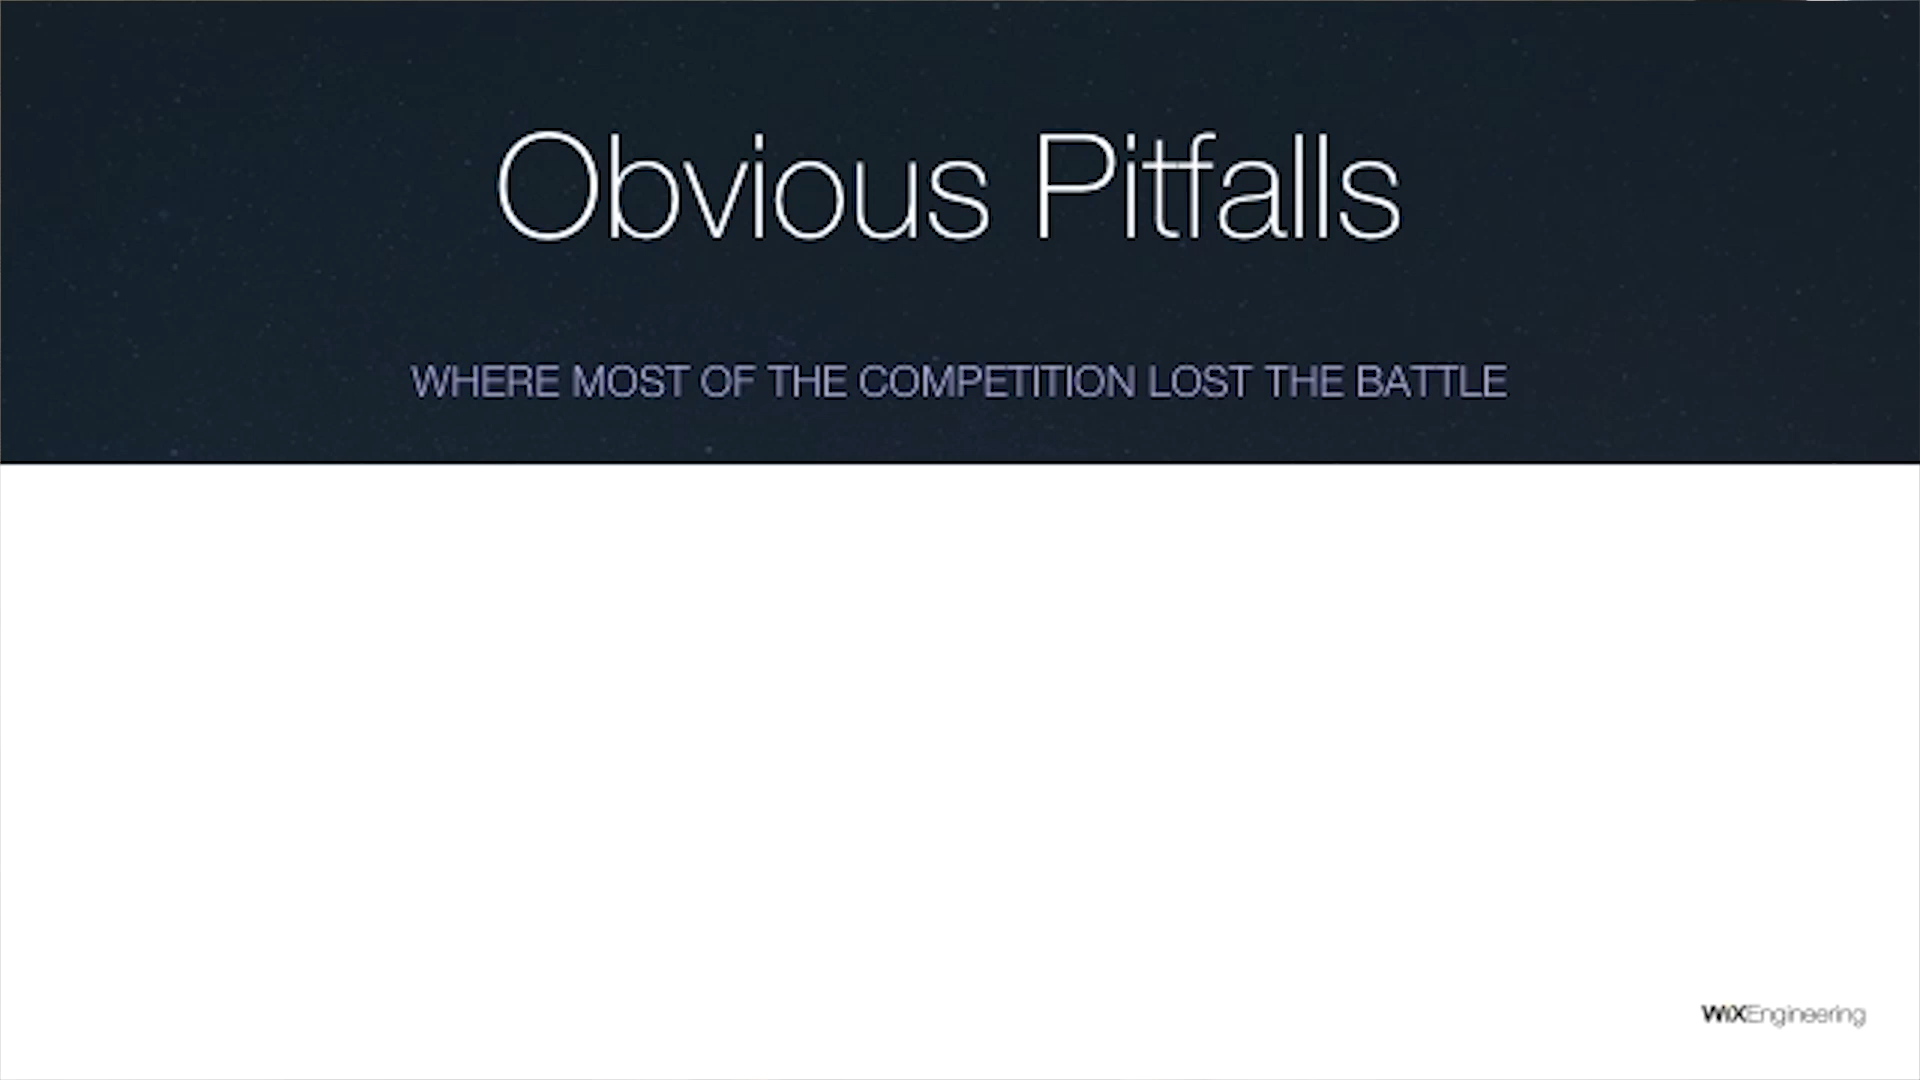 Obvious Pitfalls
WHERE MOST OF THE COMPETITION LOST THE BATTLE
WiXEngineering